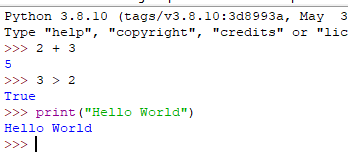 Python 3.8.10 (tags/v3.8.10:3d8993a, May 3
Type "help", "copyright", "credits" or "lic
>>> 2 + 3
5
>>> 3 > 2
True
>>> print("Hello World")
Hello World
>>>